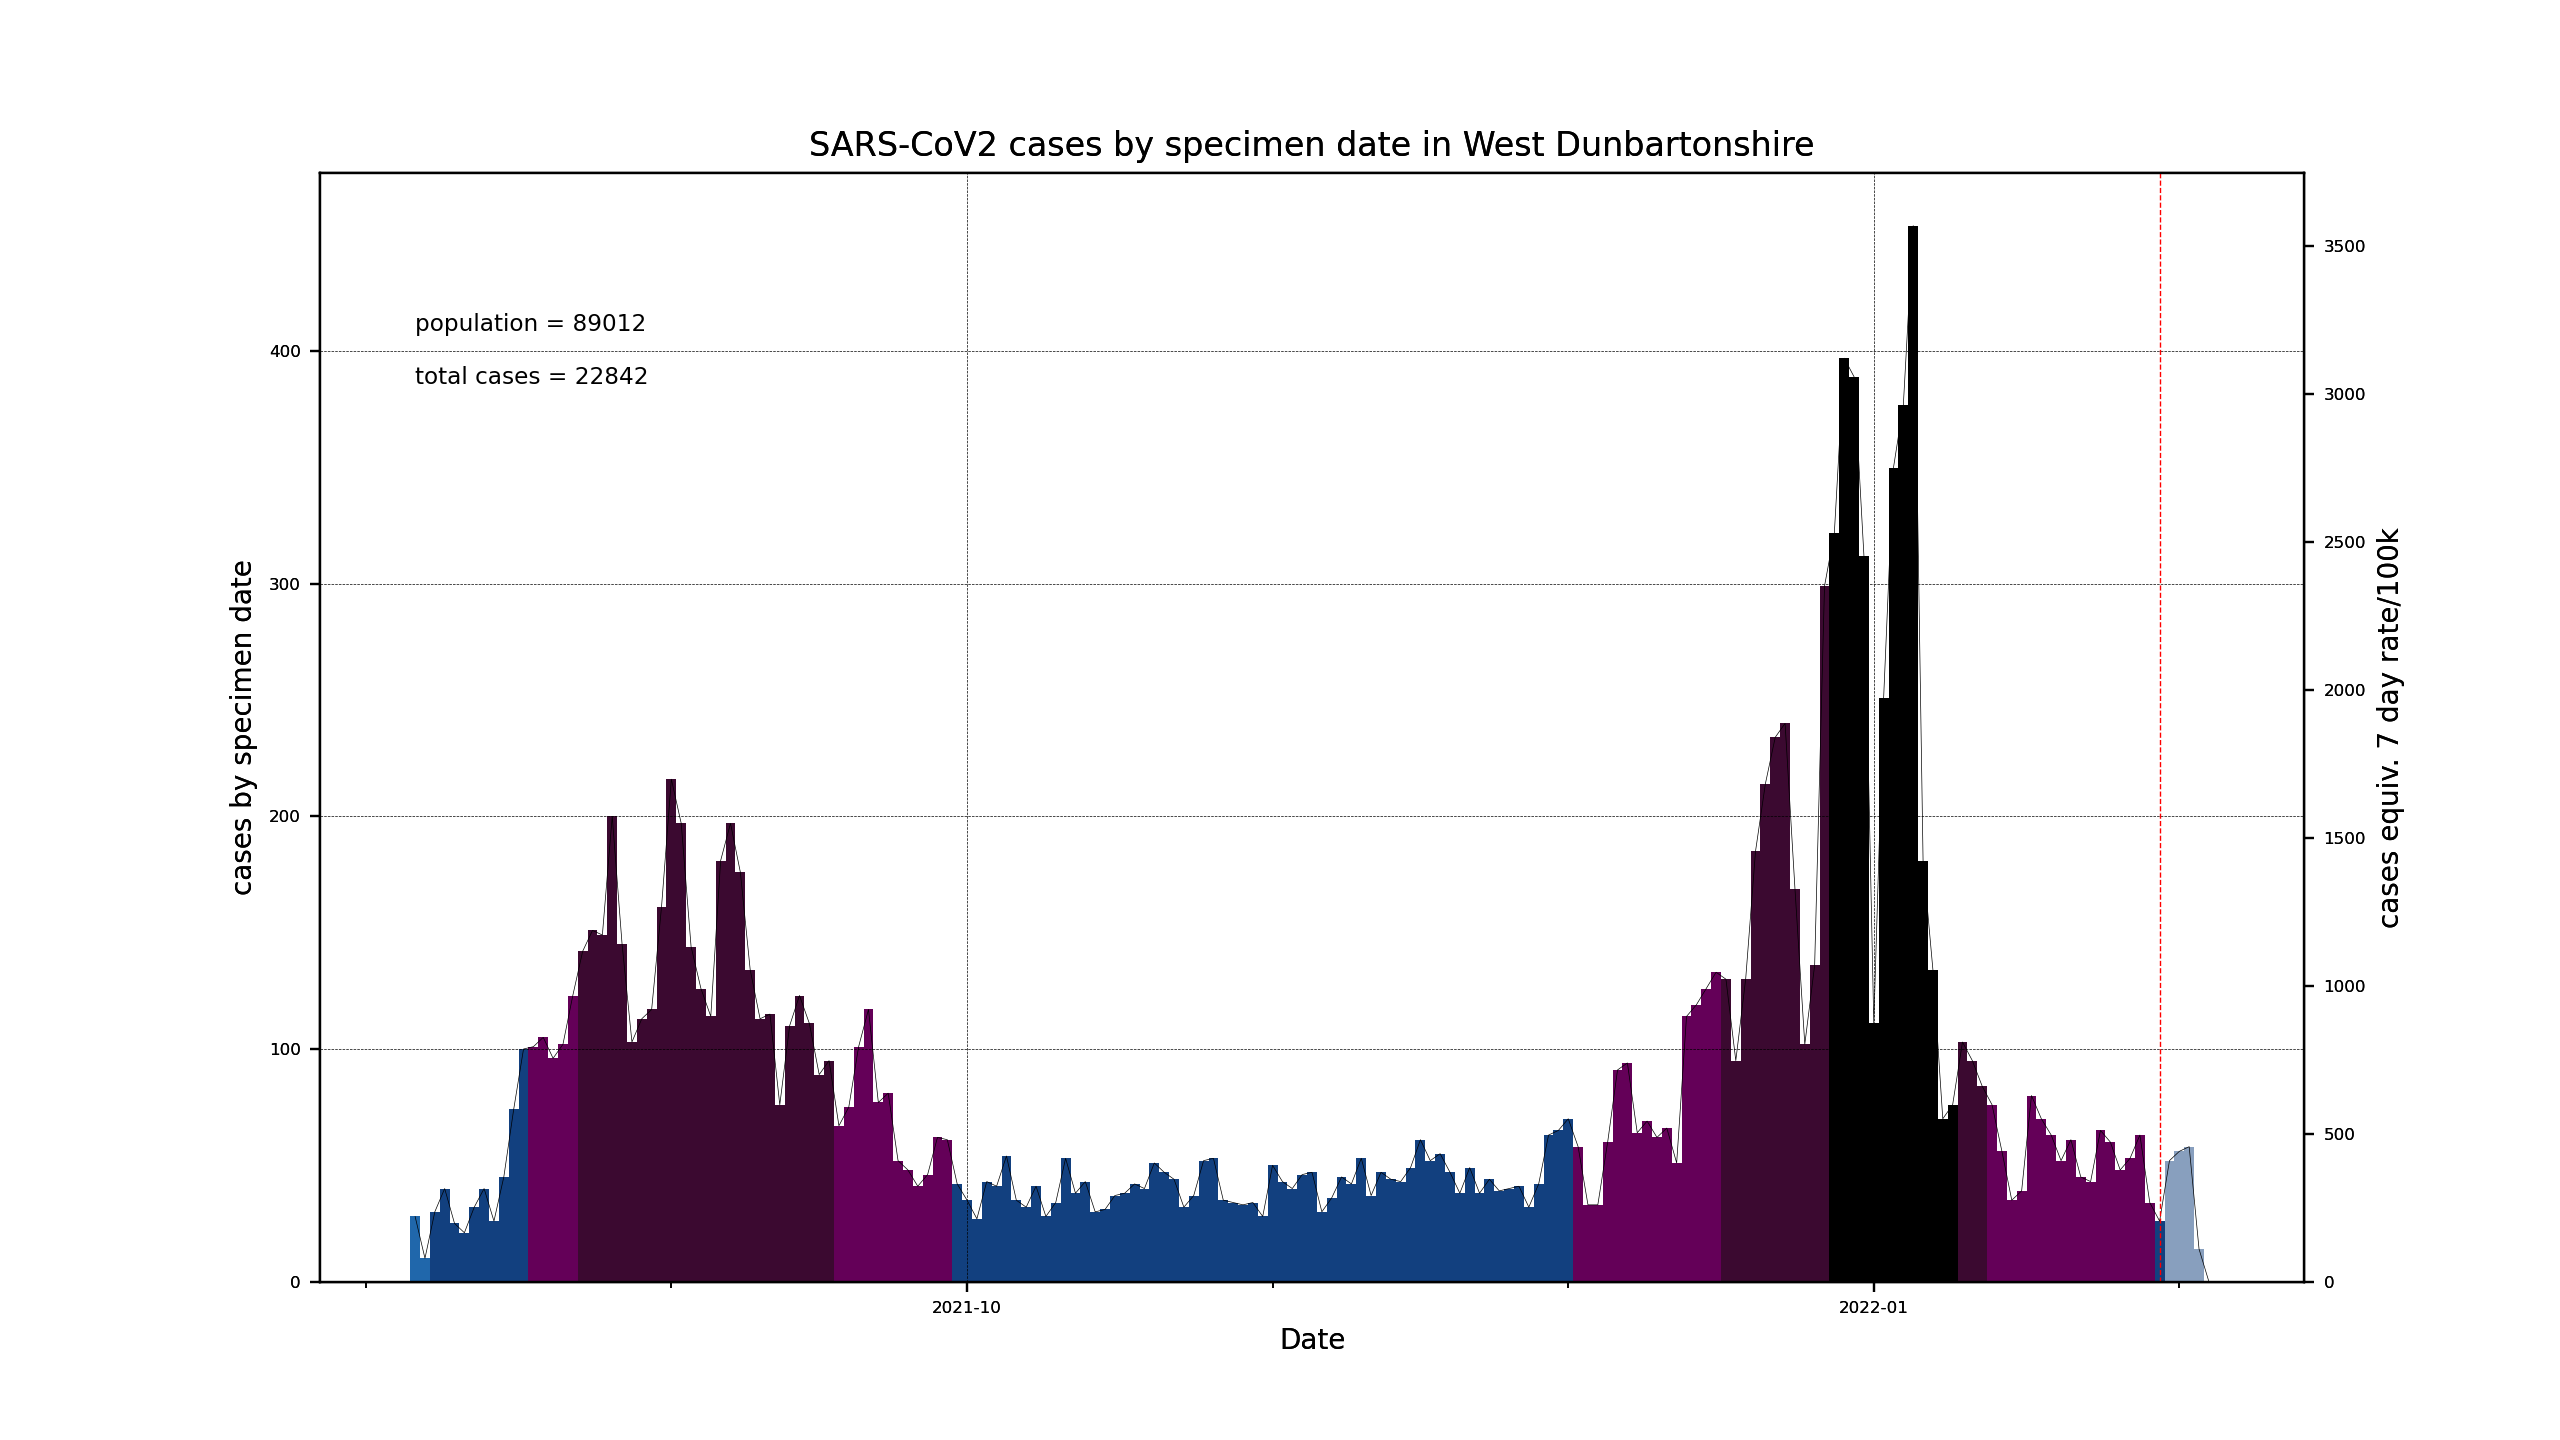 SARS-CoV2 cases by specimen date in West Dunbartonshire
population = 89012
total cases = 22842
cases by specimen date
400
300
200
100
0
3500
3000
2500
2000
1500
1000
500
0
cases equiv. 7 day rate/100k
2021-10
2022-01
Date